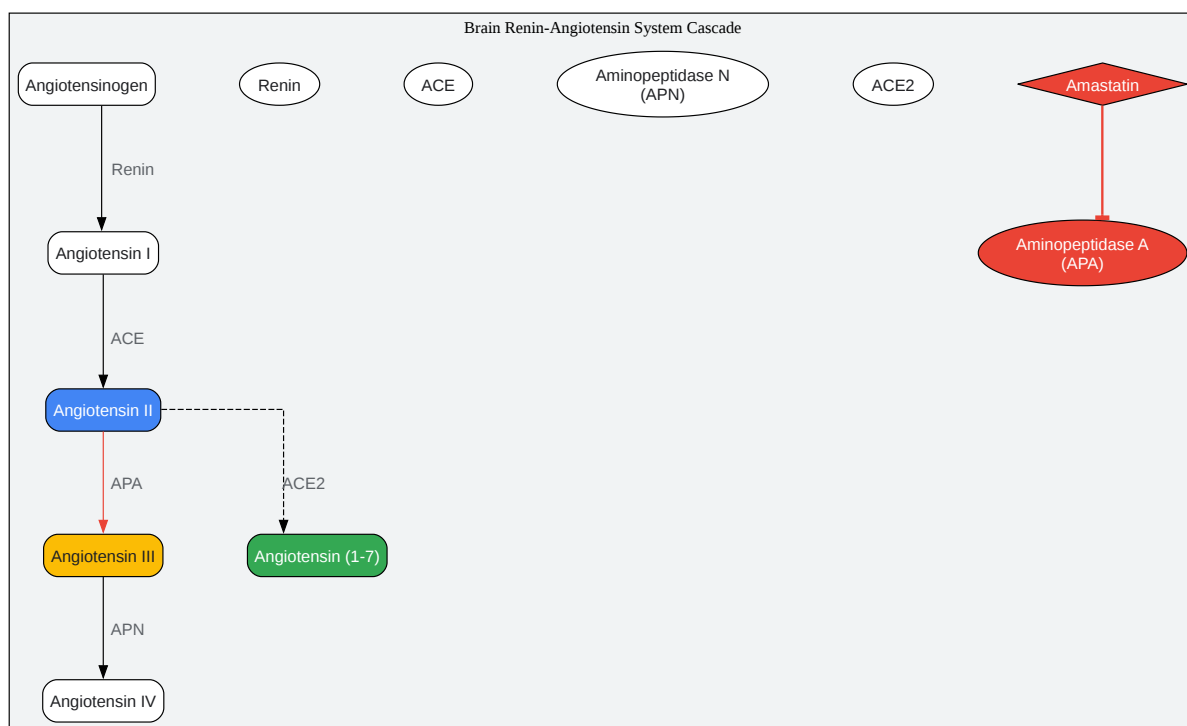 Brain Renin-Angiotensin System Cascade
Angiotensinogen
Renin
ACE
Aminopeptidase N
(APN)
ACE2
Amastatin
Renin
Angiotensin I
Aminopeptidase A
(APA)
ACE
Angiotensin II
APA
ACE2
Angiotensin III
Angiotensin (1-7)
APN
Angiotensin IV